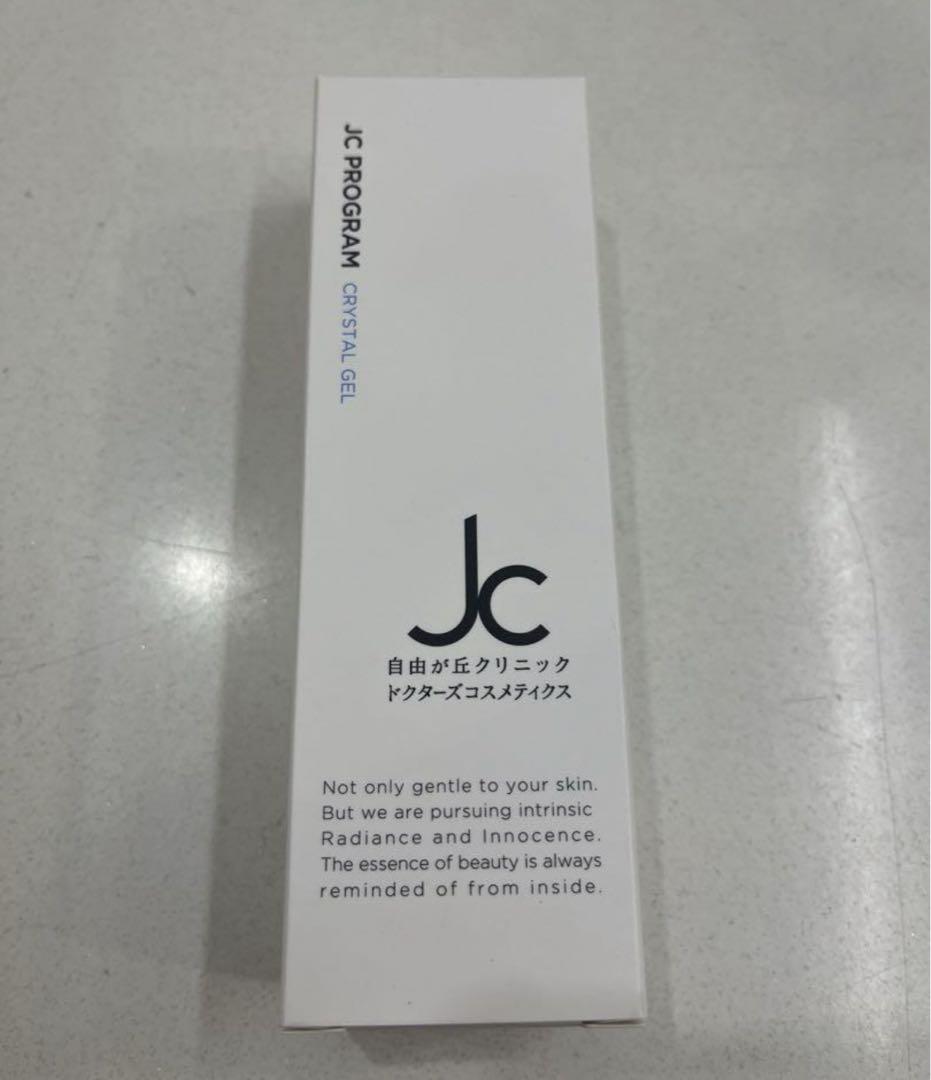 JC PROGRAM CRYSTAL GEL
Jc
自由が丘クリニック
ドクターズコスメティクス
Not only gentle to your skin.
But we are pursuing intrinsic
Radiance and Innocence.
The essence of beauty is always
reminded of from inside.